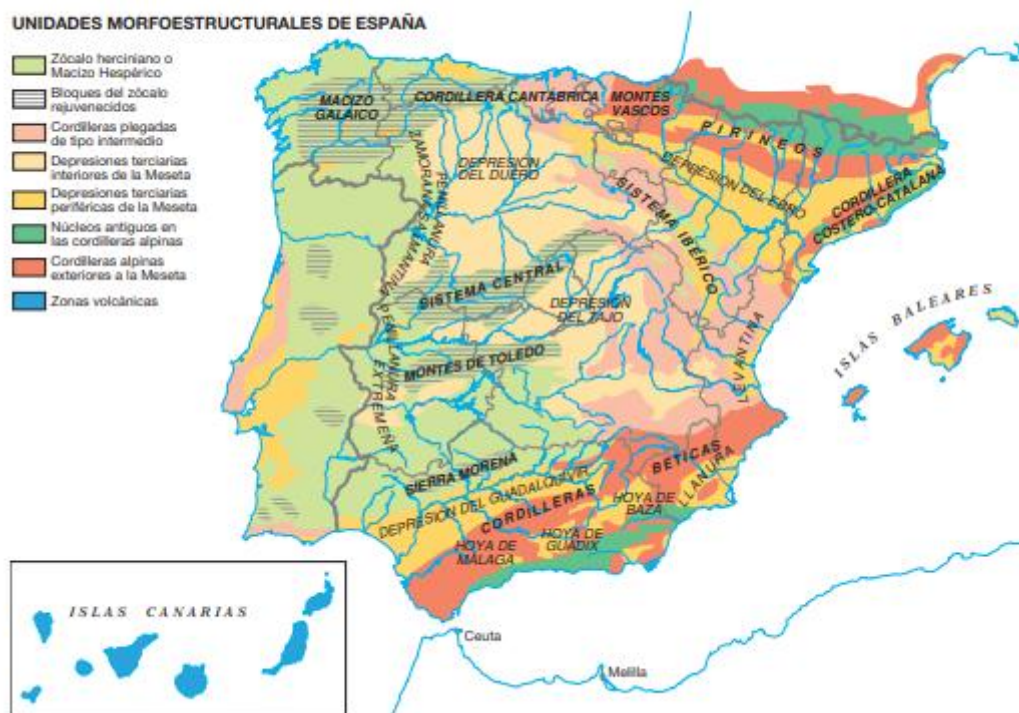 UNIDADES MORFOESTRUCTURALES DE ESPAÑA
Zócalo herciniano o
Macizo Hespérico
Bloques del zócalo
rejuvenecidos
Cordilleras plegadas
de tipo intermedio
Depresiones terciarias
interiores de la Meseta
Depresiones terciarias
periféricas de la Meseta
Núcleos antiguos en
las cordilleras alpinas
Cordilleras alpinas
exteriores a la Meseta
Zonas volcánicas
MACIZO
GALAICO
CORDILLERA CANTÁBRICA
MONTES
VASCOS
PIRINEOS
DEPRESIÓN
DEL DUERO
PENILLANURA
ZAMORANA-SALMANTINA
DEPRESIÓN DEL EBRO
CORDILLERA
COSTERO CATALANA
SISTEMA IBÉRICO
SISTEMA CENTRAL
DEPRESIÓN
DEL TAJO
MONTES DE TOLEDO
PENILLANURA
EXTREMEÑA
LLANURA
LEVANTINA
ISLAS BALEARES
SIERRA MORENA
DEPRESIÓN DEL GUADALQUIVIR
CORDILLERAS
BÉTICAS
HOYA DE
BAZA
HOYA DE
GUADIX
HOYA DE
MÁLAGA
ISLAS CANARIAS
Ceuta
Melilla